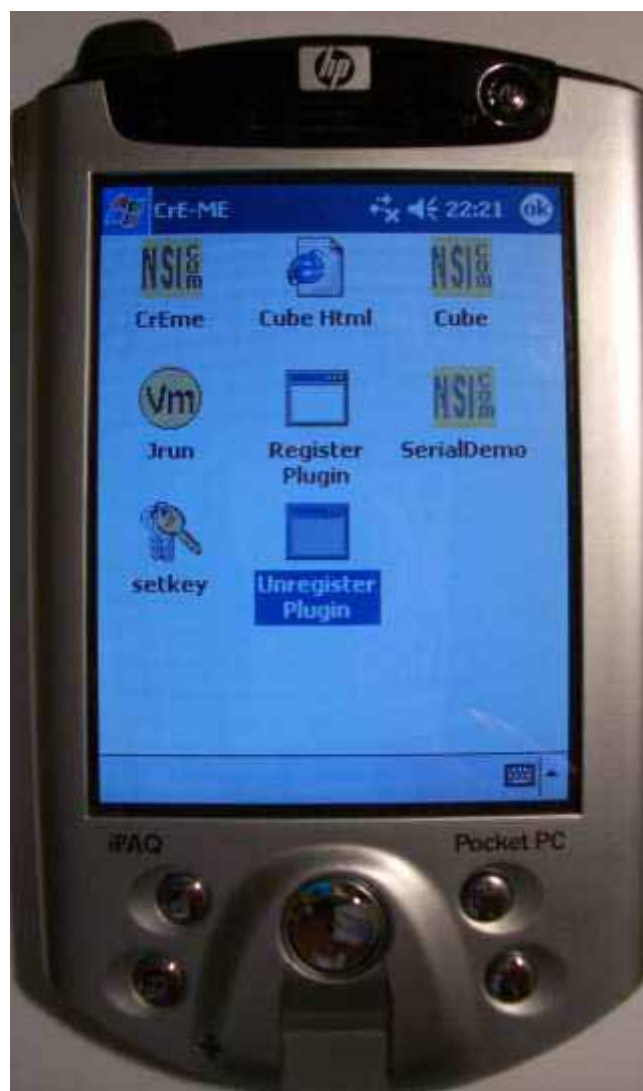 hp
CrE-ME 22:21 ok
NSIcom NSIcom
CrEme Cube Html Cube
Vm NSIcom
Jrun Register Plugin SerialDemo
setkey Unregister Plugin
iPAQ Pocket PC